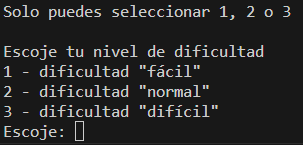 Solo puedes seleccionar 1, 2 o 3
Escoje tu nivel de dificultad
1 - dificultad "fácil"
2 - dificultad "normal"
3 - dificultad "difícil"
Escoje: